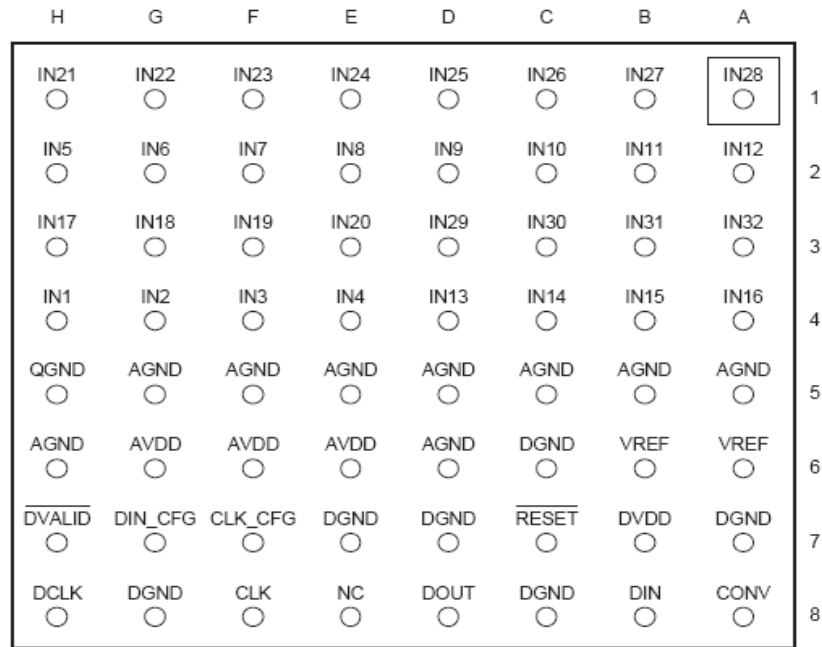 H G F E D C B A
IN21 IN22 IN23 IN24 IN25 IN26 IN27 IN28
1
IN5 IN6 IN7 IN8 IN9 IN10 IN11 IN12
2
IN17 IN18 IN19 IN20 IN29 IN30 IN31 IN32
3
IN1 IN2 IN3 IN4 IN13 IN14 IN15 IN16
4
QGND AGND AGND AGND AGND AGND AGND AGND
5
AGND AVDD AVDD AVDD AGND DGND VREF VREF
6
DVALID DIN_CFG CLK_CFG DGND DGND RESET DVDD DGND
7
DCLK DGND CLK NC DOUT DGND DIN CONV
8